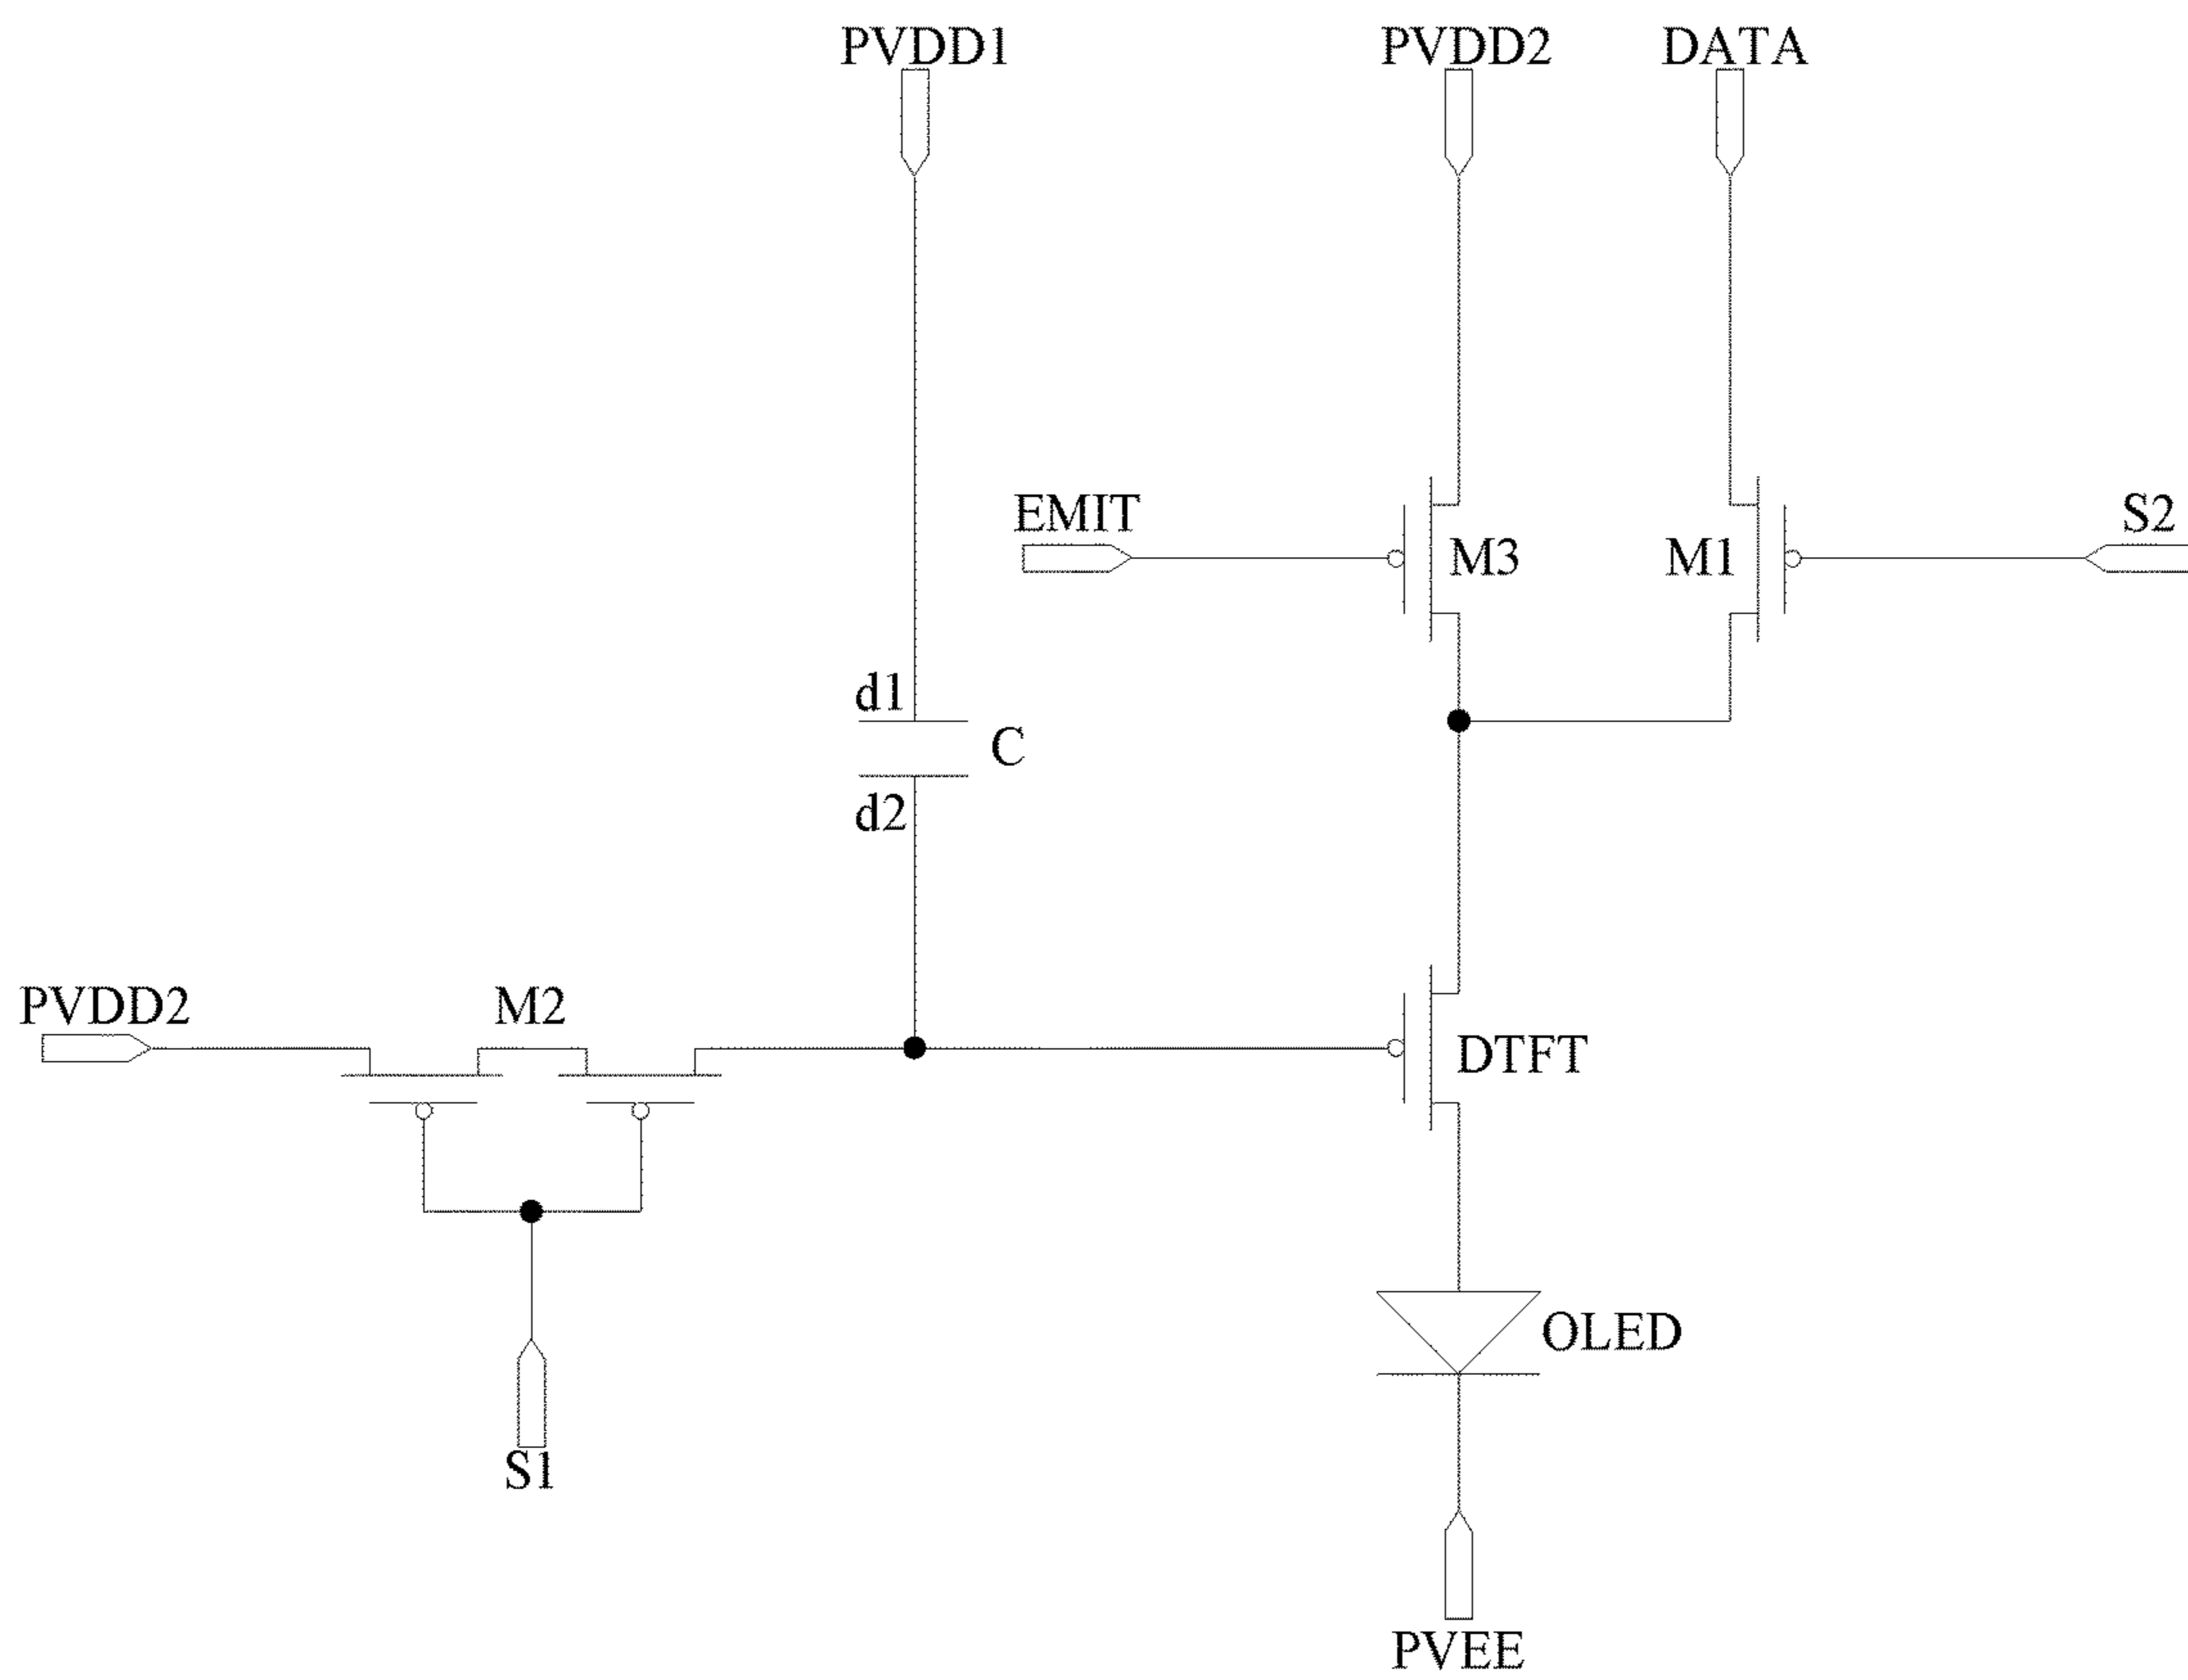 PVDD1
PVDD2
DATA
EMIT
M3
M1
S2
d1
C
d2
PVDD2
M2
DTFT
OLED
S1
PVEE